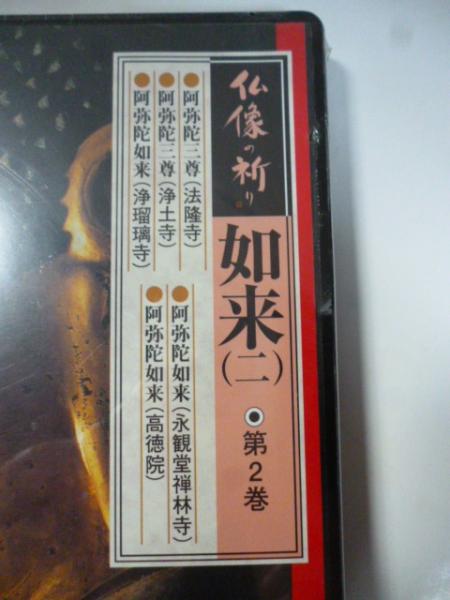 仏像の祈り
如来(二)
第2巻
阿弥陀三尊(法隆寺)
阿弥陀三尊(浄土寺)
阿弥陀如来(浄瑠璃寺)
阿弥陀如来(永観堂禅林寺)
阿弥陀如来(高徳院)